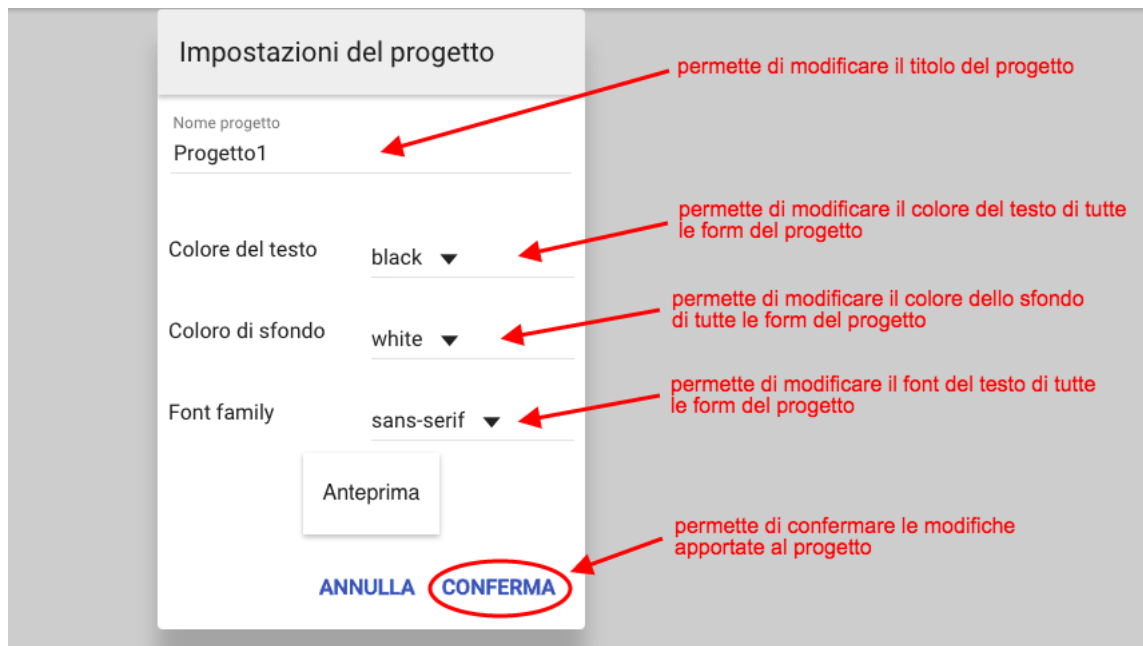 Impostazioni del progetto
permette di modificare il titolo del progetto
Nome progetto
Progetto1
permette di modificare il colore del testo di tutte
le form del progetto
Colore del testo
black
permette di modificare il colore dello sfondo
di tutte le form del progetto
Coloro di sfondo
white
permette di modificare il font del testo di tutte
le form del progetto
Font family
sans-serif
Anteprima
permette di confermare le modifiche
apportate al progetto
ANNULLA
CONFERMA